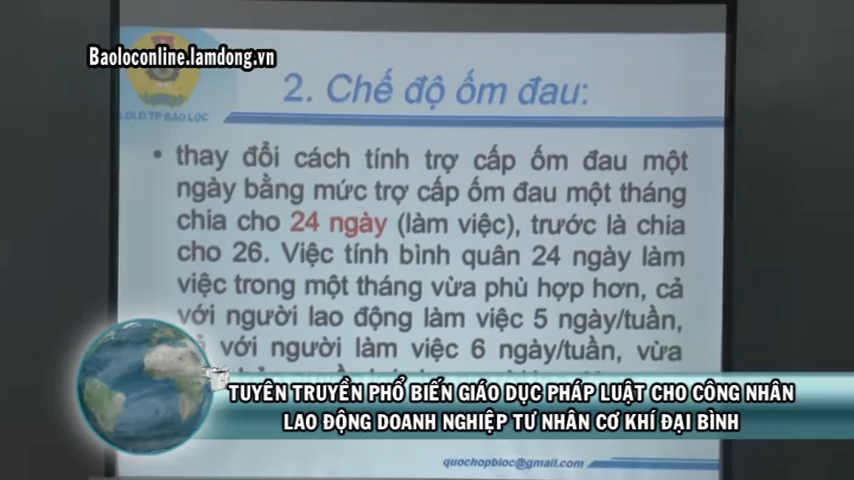 Baoloconline.lamdong.vn
LĐLĐ TP BẢO LỘC
2. Chế độ ốm đau:
• thay đổi cách tính trợ cấp ốm đau một
ngày bằng mức trợ cấp ốm đau một tháng
chia cho 24 ngày (làm việc), trước là chia
cho 26. Việc tính bình quân 24 ngày làm
việc trong một tháng vừa phù hợp hơn, cả
với người lao động làm việc 5 ngày/tuần,
với người làm việc 6 ngày/tuần, vừa
TUYÊN TRUYỀN PHỔ BIẾN GIÁO DỤC PHÁP LUẬT CHO CÔNG NHÂN
LAO ĐỘNG DOANH NGHIỆP TƯ NHÂN CƠ KHÍ ĐẠI BÌNH
quochopbloc@gmail.com